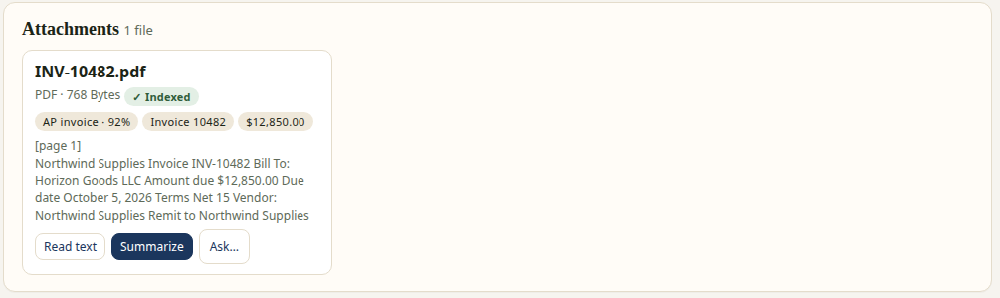 Attachments 1 file
INV-10482.pdf
PDF · 768 Bytes ✓ Indexed
AP invoice · 92% Invoice 10482 $12,850.00
[page 1]
Northwind Supplies Invoice INV-10482 Bill To:
Horizon Goods LLC Amount due $12,850.00 Due
date October 5, 2026 Terms Net 15 Vendor:
Northwind Supplies Remit to Northwind Supplies
Read text Summarize Ask...